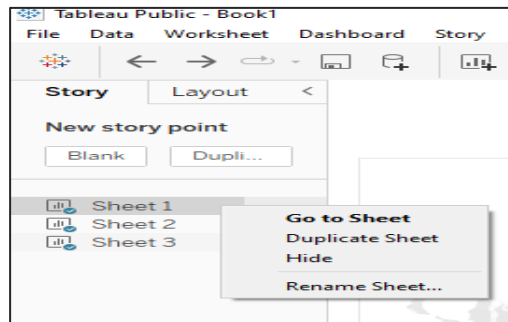 Tableau Public - Book1
File Data Worksheet Dashboard Story
Story Layout <
New story point
Blank Dupli...
Sheet 1
Sheet 2
Sheet 3
Go to Sheet
Duplicate Sheet
Hide
Rename Sheet...